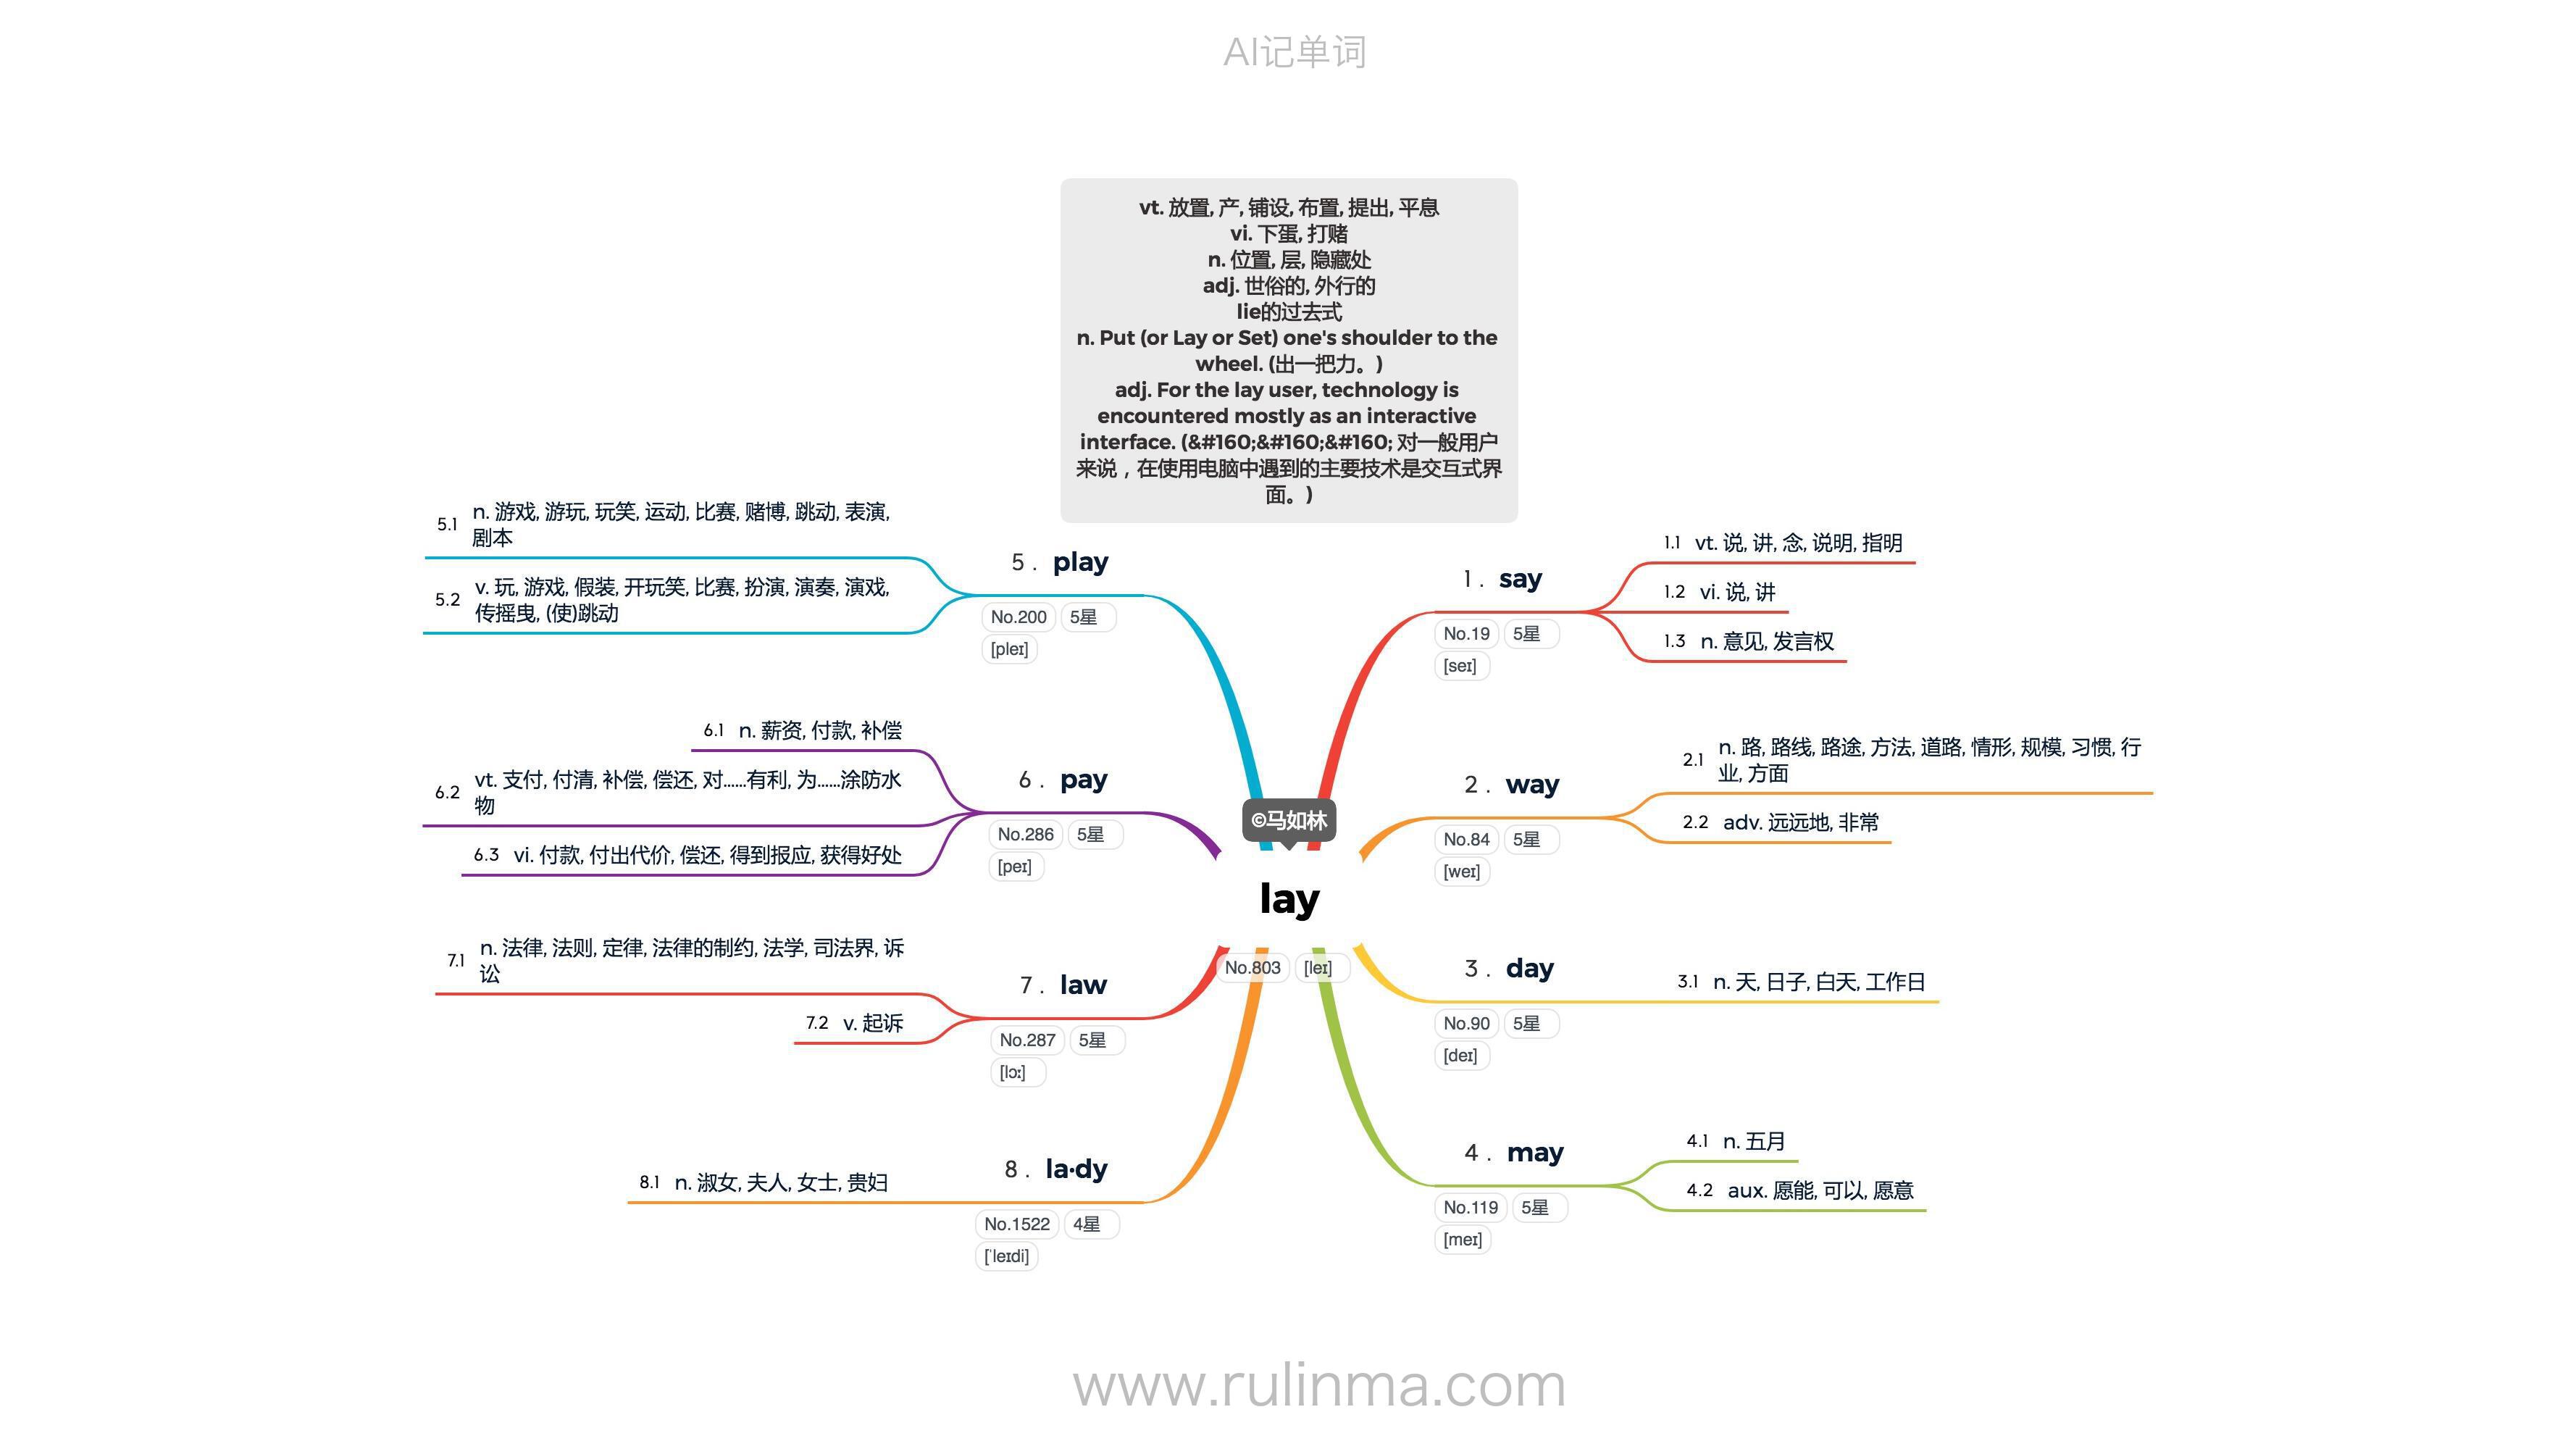 AI记单词
vt. 放置, 产, 铺设, 布置, 提出, 平息
vi. 下蛋, 打赌
n. 位置, 层, 隐藏处
adj. 世俗的, 外行的
lie的过去式
n. Put (or Lay or Set) one's shoulder to the
wheel. (出一把力。)
adj. For the lay user, technology is
encountered mostly as an interactive
interface. (&#160;&#160;&#160; 对一般用户
来说，在使用电脑中遇到的主要技术是交互式界
面。)
©马如林
lay
No.803 [leɪ]
1. say
No.19 5星
[seɪ]
1.1 vt. 说, 讲, 念, 说明, 指明
1.2 vi. 说, 讲
1.3 n. 意见, 发言权
2. way
No.84 5星
[weɪ]
2.1 n. 路, 路线, 路途, 方法, 道路, 情形, 规模, 习惯, 行
业, 方面
2.2 adv. 远远地, 非常
3. day
No.90 5星
[deɪ]
3.1 n. 天, 日子, 白天, 工作日
4. may
No.119 5星
[meɪ]
4.1 n. 五月
4.2 aux. 愿能, 可以, 愿意
5. play
No.200 5星
[pleɪ]
5.1 n. 游戏, 游玩, 玩笑, 运动, 比赛, 赌博, 跳动, 表演,
剧本
5.2 v. 玩, 游戏, 假装, 开玩笑, 比赛, 扮演, 演奏, 演戏,
传摇曳, (使)跳动
6. pay
No.286 5星
[peɪ]
6.1 n. 薪资, 付款, 补偿
6.2 vt. 支付, 付清, 补偿, 偿还, 对……有利, 为……涂防水
物
6.3 vi. 付款, 付出代价, 偿还, 得到报应, 获得好处
7. law
No.287 5星
[lɔː]
7.1 n. 法律, 法则, 定律, 法律的制约, 法学, 司法界, 诉
讼
7.2 v. 起诉
8. la·dy
No.1522 4星
[ˈleɪdi]
8.1 n. 淑女, 夫人, 女士, 贵妇
www.rulinma.com